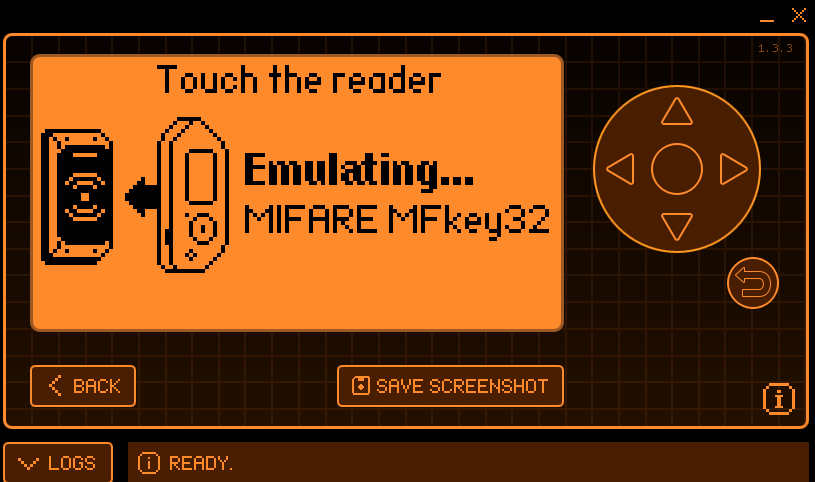 1.3.3
Touch the reader
Emulating...
MIFARE MFkey32
BACK
SAVE SCREENSHOT
LOGS
READY.